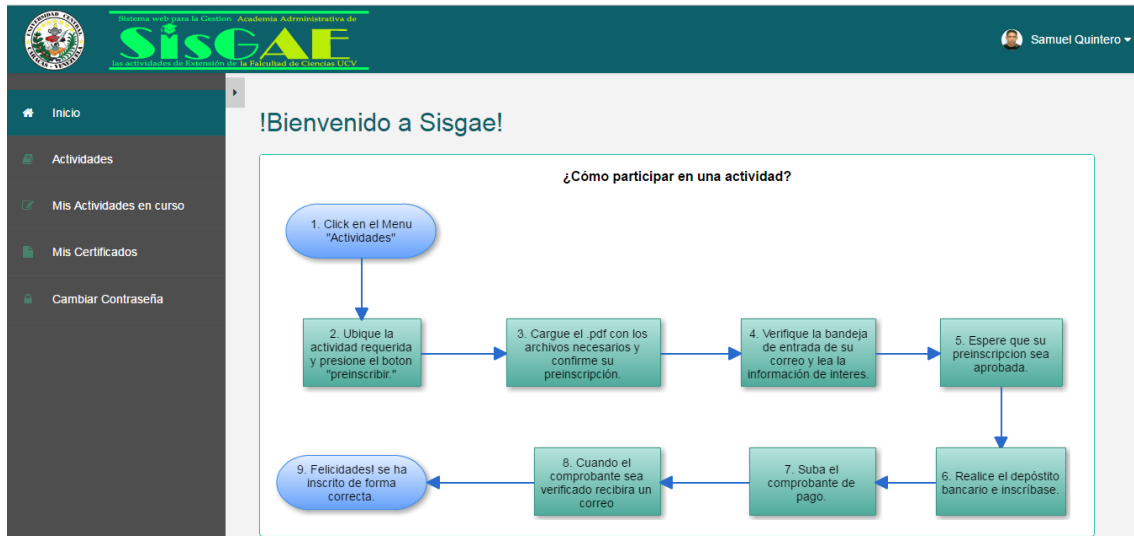 UNIVERSIDAD CENTRAL
CARACAS - VENEZUELA
Sistema web para la Gestion Academia Adrministrativa de
SisGAE
las actividades de Extensión de la Falcultad de Ciencias UCV
Samuel Quintero
Inicio
Actividades
Mis Actividades en curso
Mis Certificados
Cambiar Contraseña
!Bienvenido a Sisgae!
¿Cómo participar en una actividad?
1. Click en el Menu
"Actividades"
2. Ubique la
actividad requerida
y presione el boton
"preinscribir."
3. Cargue el .pdf con los
archivos necesarios y
confirme su
preinscripción.
4. Verifique la bandeja
de entrada de su
correo y lea la
información de interes.
5. Espere que su
preinscripcion sea
aprobada.
6. Realice el depóstito
bancario e inscríbase.
7. Suba el
comprobante de
pago.
8. Cuando el
comprobante sea
verificado recibira un
correo
9. Felicidades! se ha
inscrito de forma
correcta.